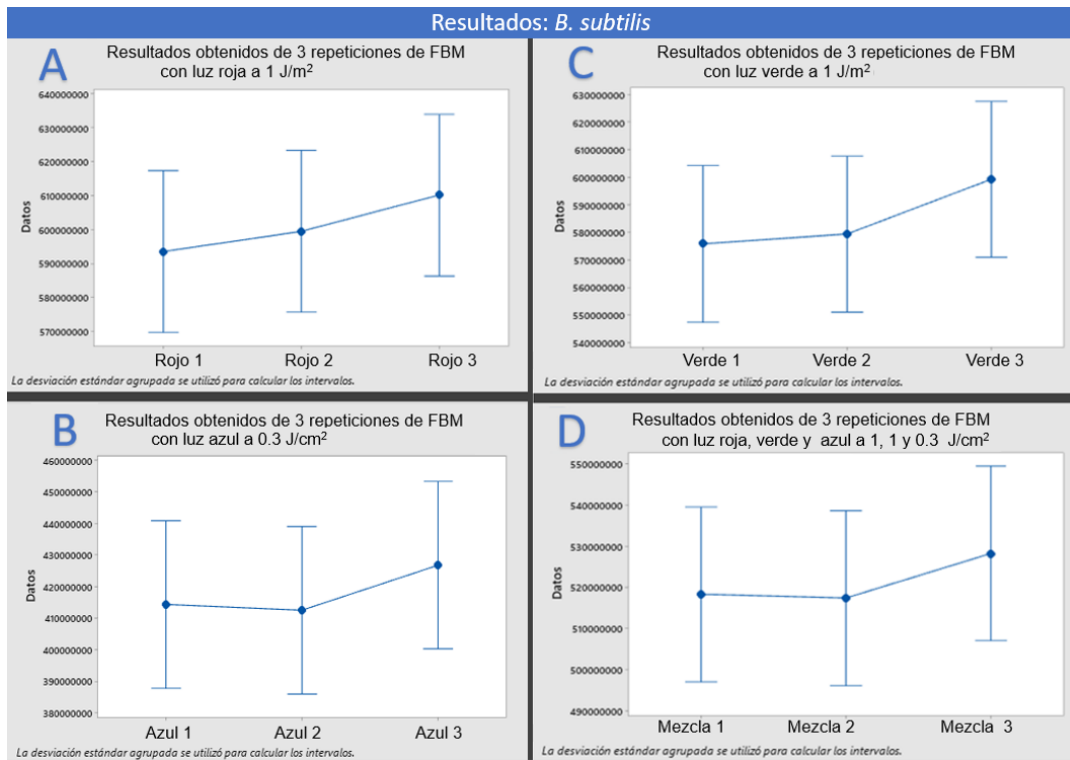 Resultados: B. subtilis
A
Resultados obtenidos de 3 repeticiones de FBM
con luz roja a 1 J/m²
640000000
630000000
620000000
610000000
600000000
590000000
580000000
570000000
Datos
Rojo 1 Rojo 2 Rojo 3
La desviación estándar agrupada se utilizó para calcular los intervalos.
C
Resultados obtenidos de 3 repeticiones de FBM
con luz verde a 1 J/m²
630000000
620000000
610000000
600000000
590000000
580000000
570000000
560000000
550000000
540000000
Datos
Verde 1 Verde 2 Verde 3
La desviación estándar agrupada se utilizó para calcular los intervalos.
B
Resultados obtenidos de 3 repeticiones de FBM
con luz azul a 0.3 J/cm²
460000000
450000000
440000000
430000000
420000000
410000000
400000000
390000000
380000000
Datos
Azul 1 Azul 2 Azul 3
La desviación estándar agrupada se utilizó para calcular los intervalos.
D
Resultados obtenidos de 3 repeticiones de FBM
con luz roja, verde y azul a 1, 1 y 0.3 J/cm²
550000000
540000000
530000000
520000000
510000000
500000000
490000000
Datos
Mezcla 1 Mezcla 2 Mezcla 3
La desviación estándar agrupada se utilizó para calcular los intervalos.